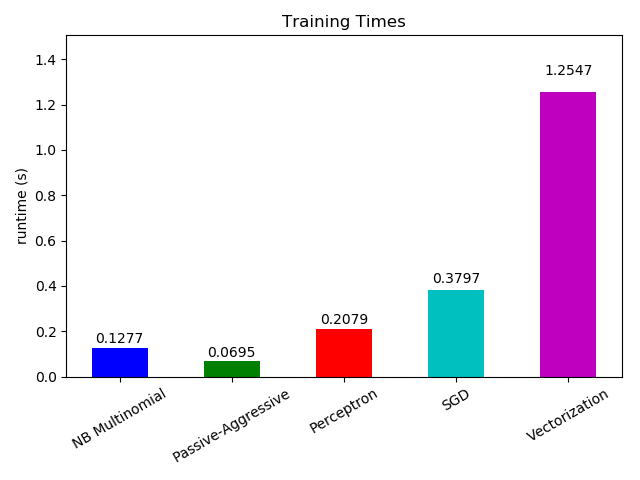 Training Times
runtime (s)
1.4
1.2
1.0
0.8
0.6
0.4
0.2
0.0
0.1277
0.0695
0.2079
0.3797
1.2547
NB Multinomial
Passive-Aggressive
Perceptron
SGD
Vectorization